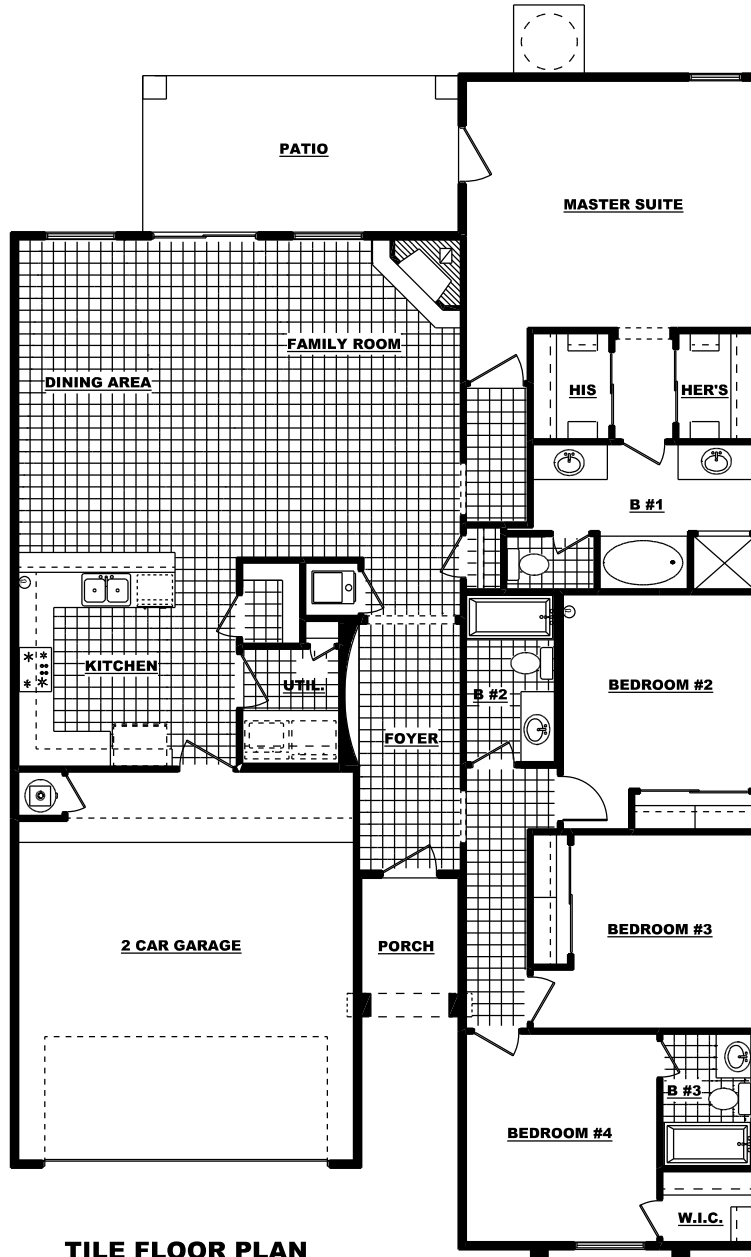 PATIO
MASTER SUITE
FAMILY ROOM
DINING AREA
HIS
HER'S
B #1
KITCHEN
UTIL.
B #2
BEDROOM #2
FOYER
2 CAR GARAGE
PORCH
BEDROOM #3
B #3
BEDROOM #4
W.I.C.
TILE FLOOR PLAN